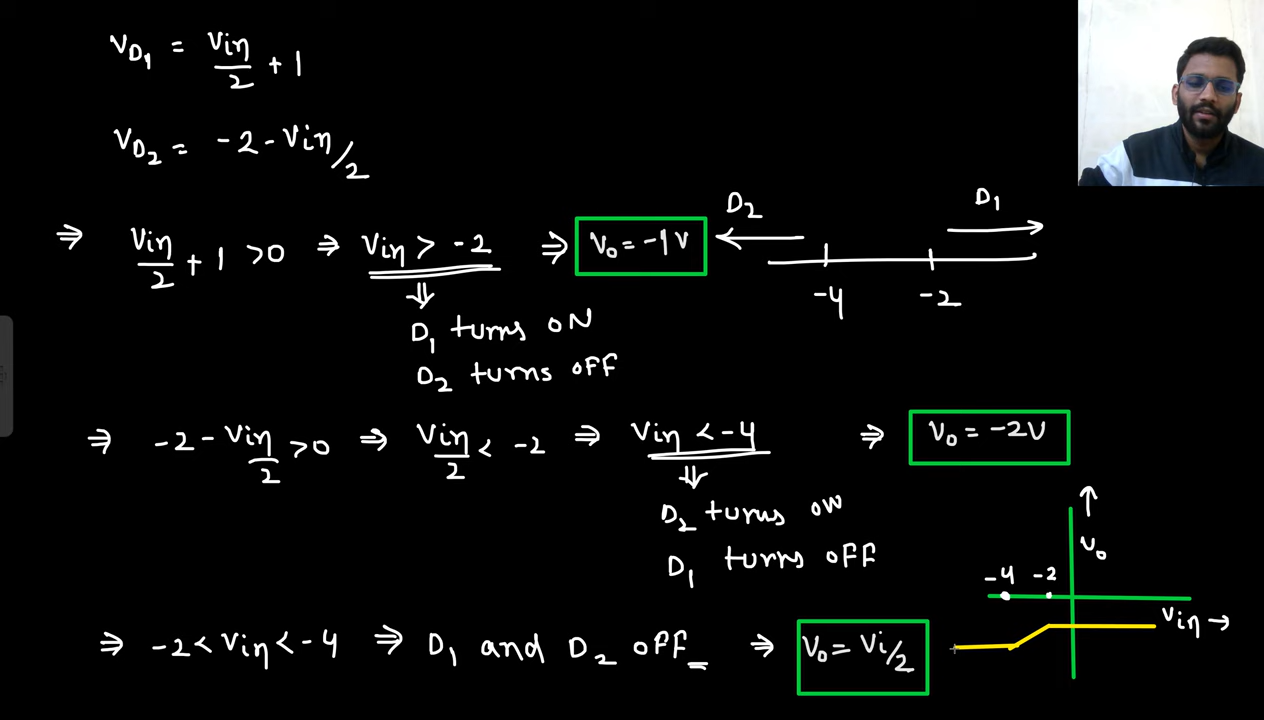 V_D₁ = Vin/2 + 1
V_D₂ = -2 - Vin/2
⇒ Vin/2 + 1 > 0 ⇒ Vin > -2 ⇒ V₀ = -1V
D₂ D₁
-4 -2
⇓
D₁ turns ON
D₂ turns OFF
⇒ -2 - Vin/2 > 0 ⇒ Vin/2 < -2 ⇒ Vin < -4 ⇒ V₀ = -2V
⇓
D₂ turns ON
D₁ turns OFF
↑
V₀
-4 -2
Vin →
⇒ -2 < Vin < -4 ⇒ D₁ and D₂ OFF ⇒ V₀ = Vi/2